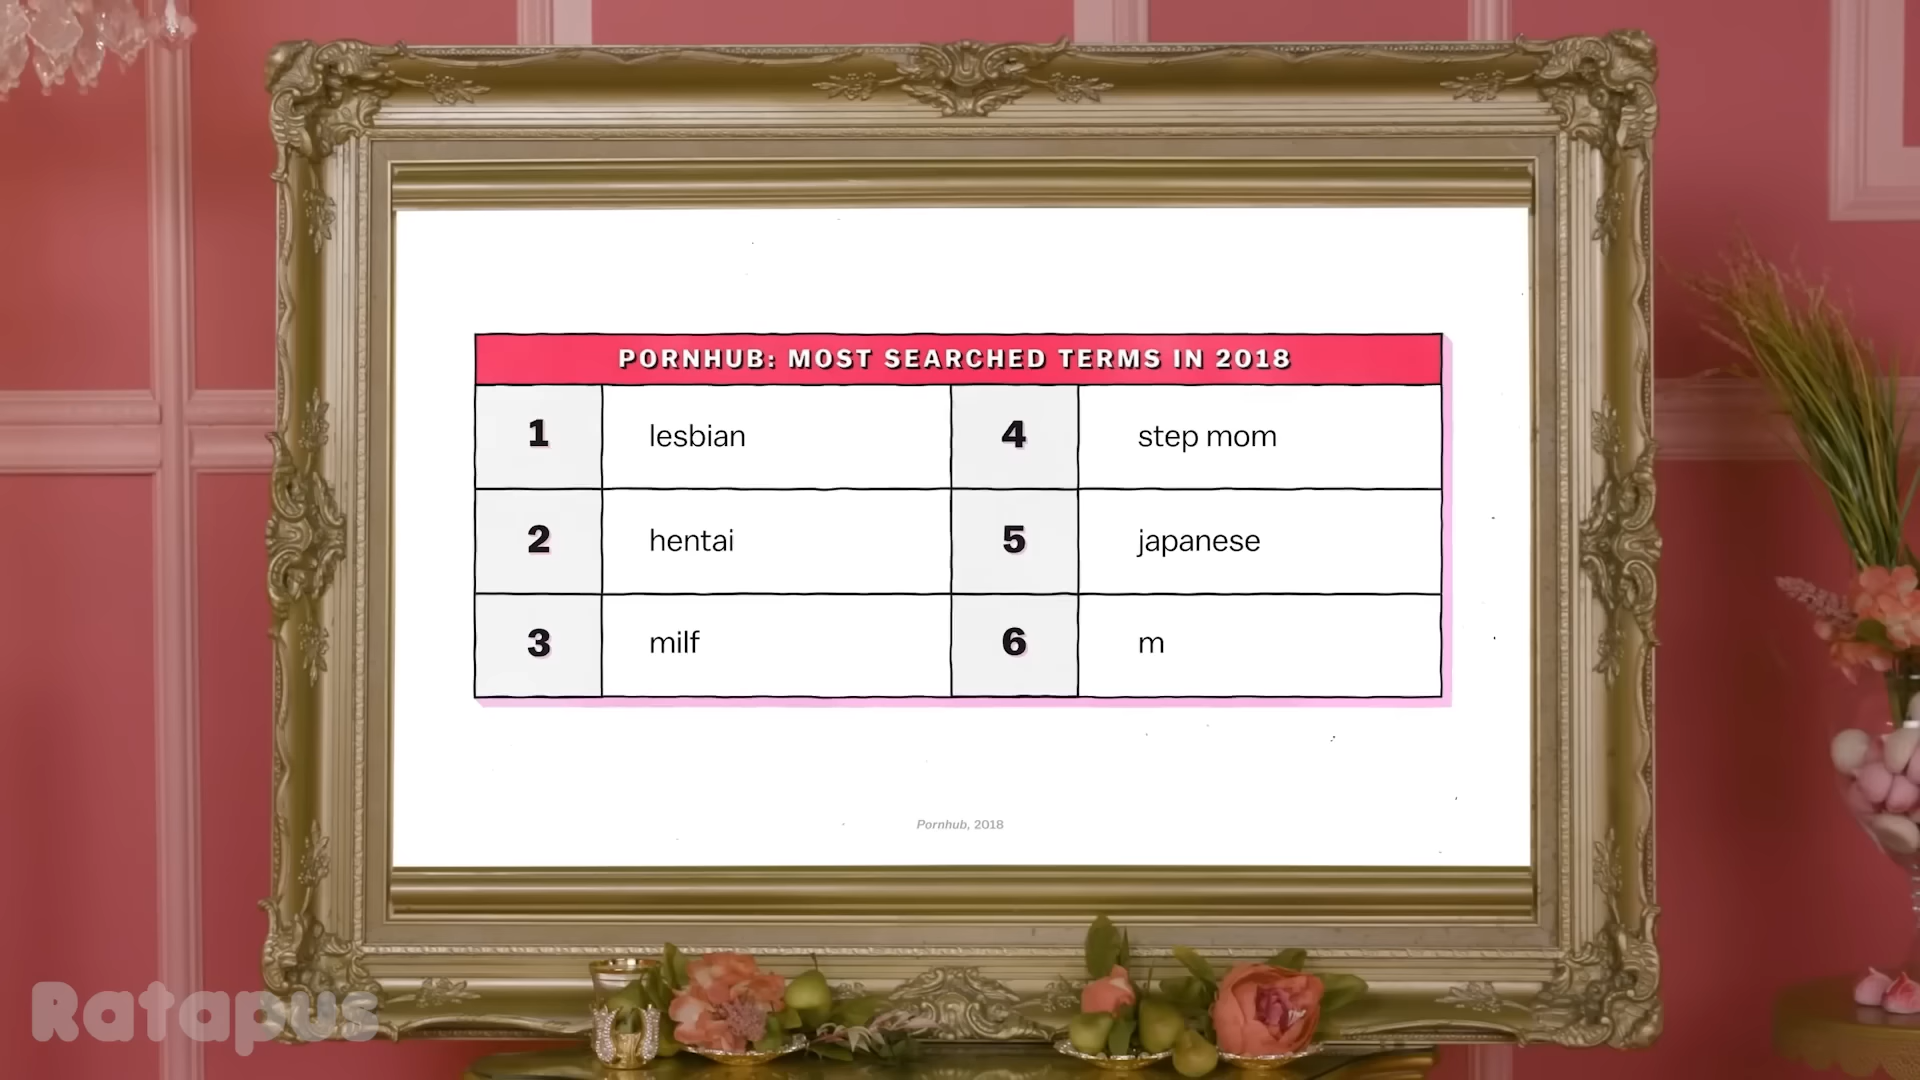 PORNHUB: MOST SEARCHED TERMS IN 2018
1 lesbian 4 step mom
2 hentai 5 japanese
3 milf 6 m
Pornhub, 2018
Ratapus